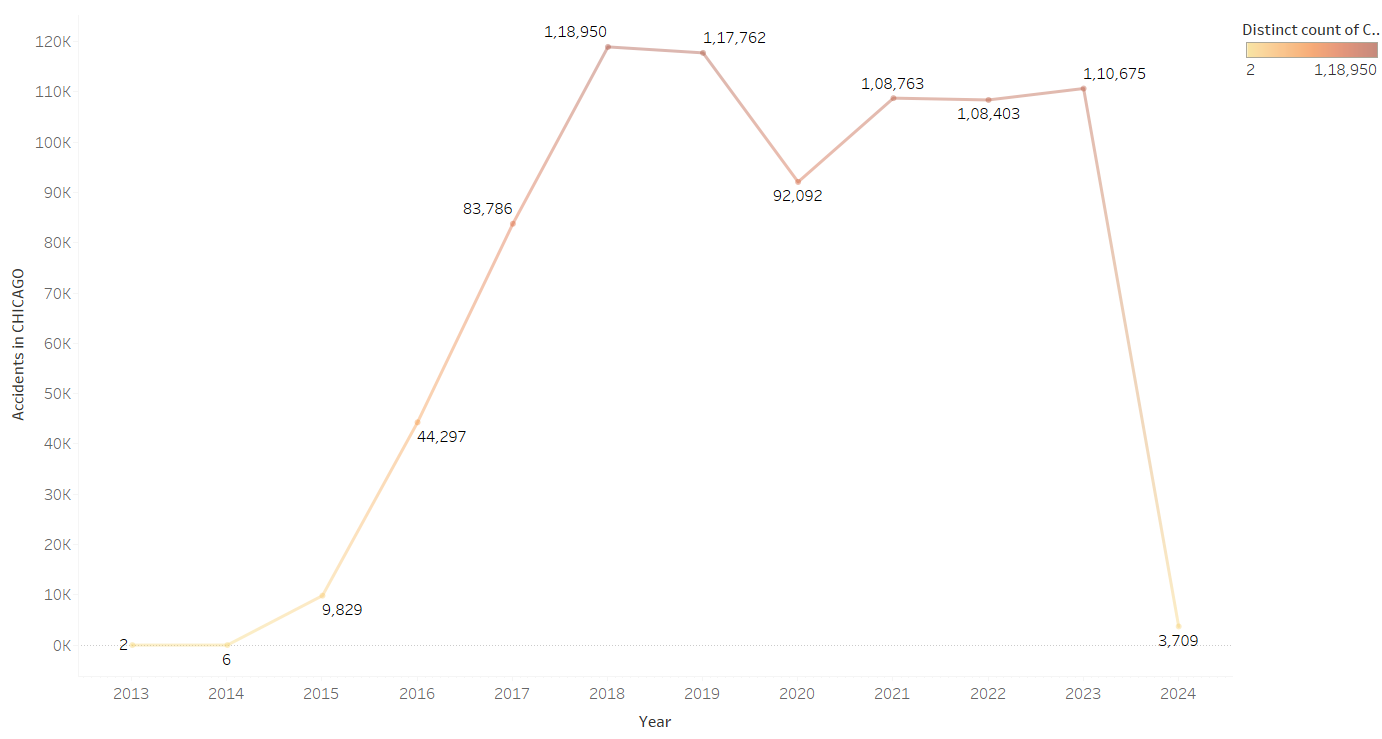 Distinct count of C..
2 1,18,950
Accidents in CHICAGO
120K
110K
100K
90K
80K
70K
60K
50K
40K
30K
20K
10K
0K
2
6
9,829
44,297
83,786
1,18,950
1,17,762
92,092
1,08,763
1,08,403
1,10,675
3,709
2013 2014 2015 2016 2017 2018 2019 2020 2021 2022 2023 2024
Year